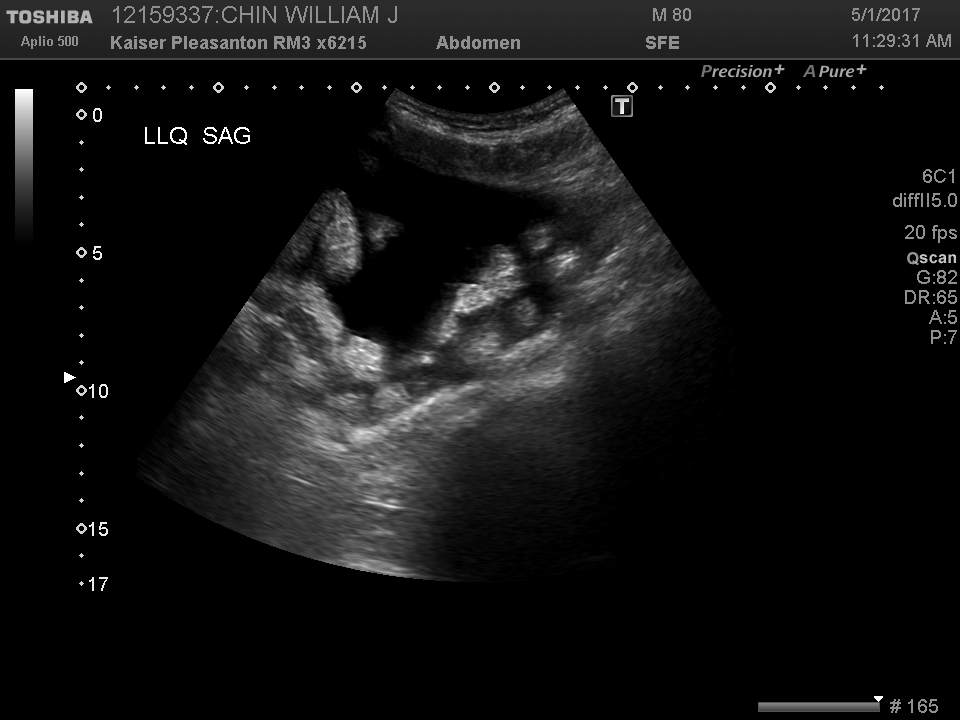 TOSHIBA 12159337:CHIN WILLIAM J M 80 5/1/2017
Aplio 500 Kaiser Pleasanton RM3 x6215 Abdomen SFE 11:29:31 AM
Precision+ A Pure+
T
0
LLQ SAG
6C1
diffII5.0
20 fps
5
Qscan
G:82
DR:65
A:5
P:7
10
15
17
# 165